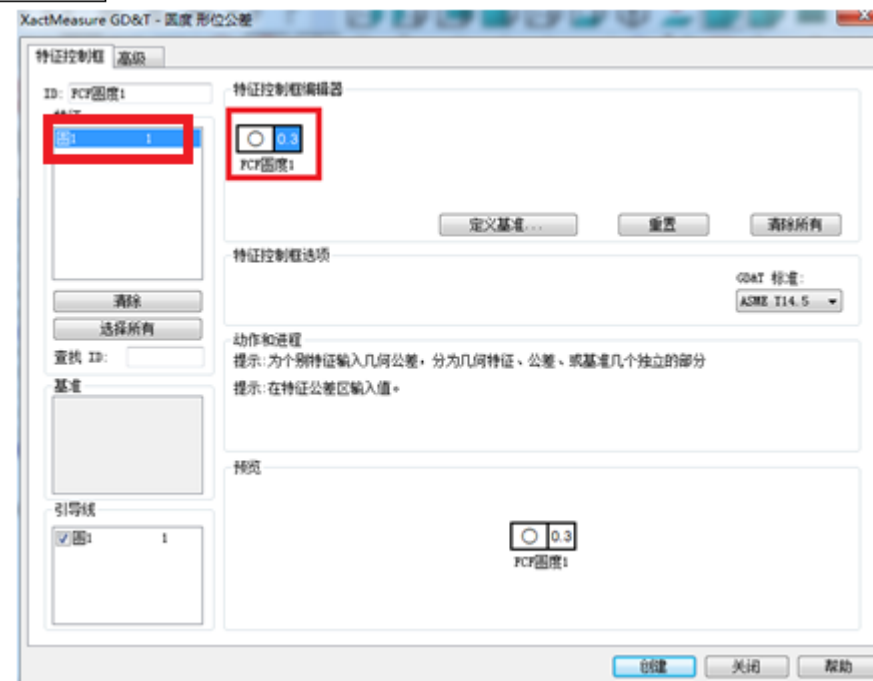 XactMeasure GD&T - 圆度 形位公差
特征控制框 高级
ID: FCF圆度1
特征
圆1 1
清除
选择所有
查找 ID:
基准
引导线
圆1 1
特征控制框编辑器
0.3
FCF圆度1
定义基准... 重置 清除所有
特征控制框选项
GD&T 标准:
ASME Y14.5
动作和进程
提示:为个别特征输入几何公差，分为几何特征、公差、或基准几个独立的部分
提示:在特征公差区输入值。
预览
0.3
FCF圆度1
创建 关闭 帮助